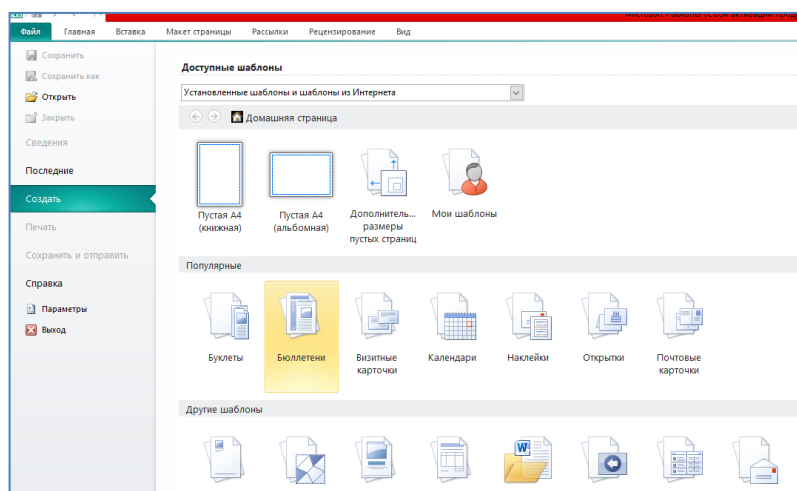 Microsoft Publisher (Сбой активации прод
Файл Главная Вставка Макет страницы Рассылки Рецензирование Вид
Сохранить
Сохранить как
Открыть
Закрыть
Сведения
Последние
Создать
Печать
Сохранить и отправить
Справка
Параметры
Выход
Доступные шаблоны
Установленные шаблоны и шаблоны из Интернета
Домашняя страница
Пустая A4 (книжная)
Пустая A4 (альбомная)
Дополнитель... размеры пустых страниц
Мои шаблоны
Популярные
Буклеты
Бюллетени
Визитные карточки
Календари
Наклейки
Открытки
Почтовые карточки
Другие шаблоны
W